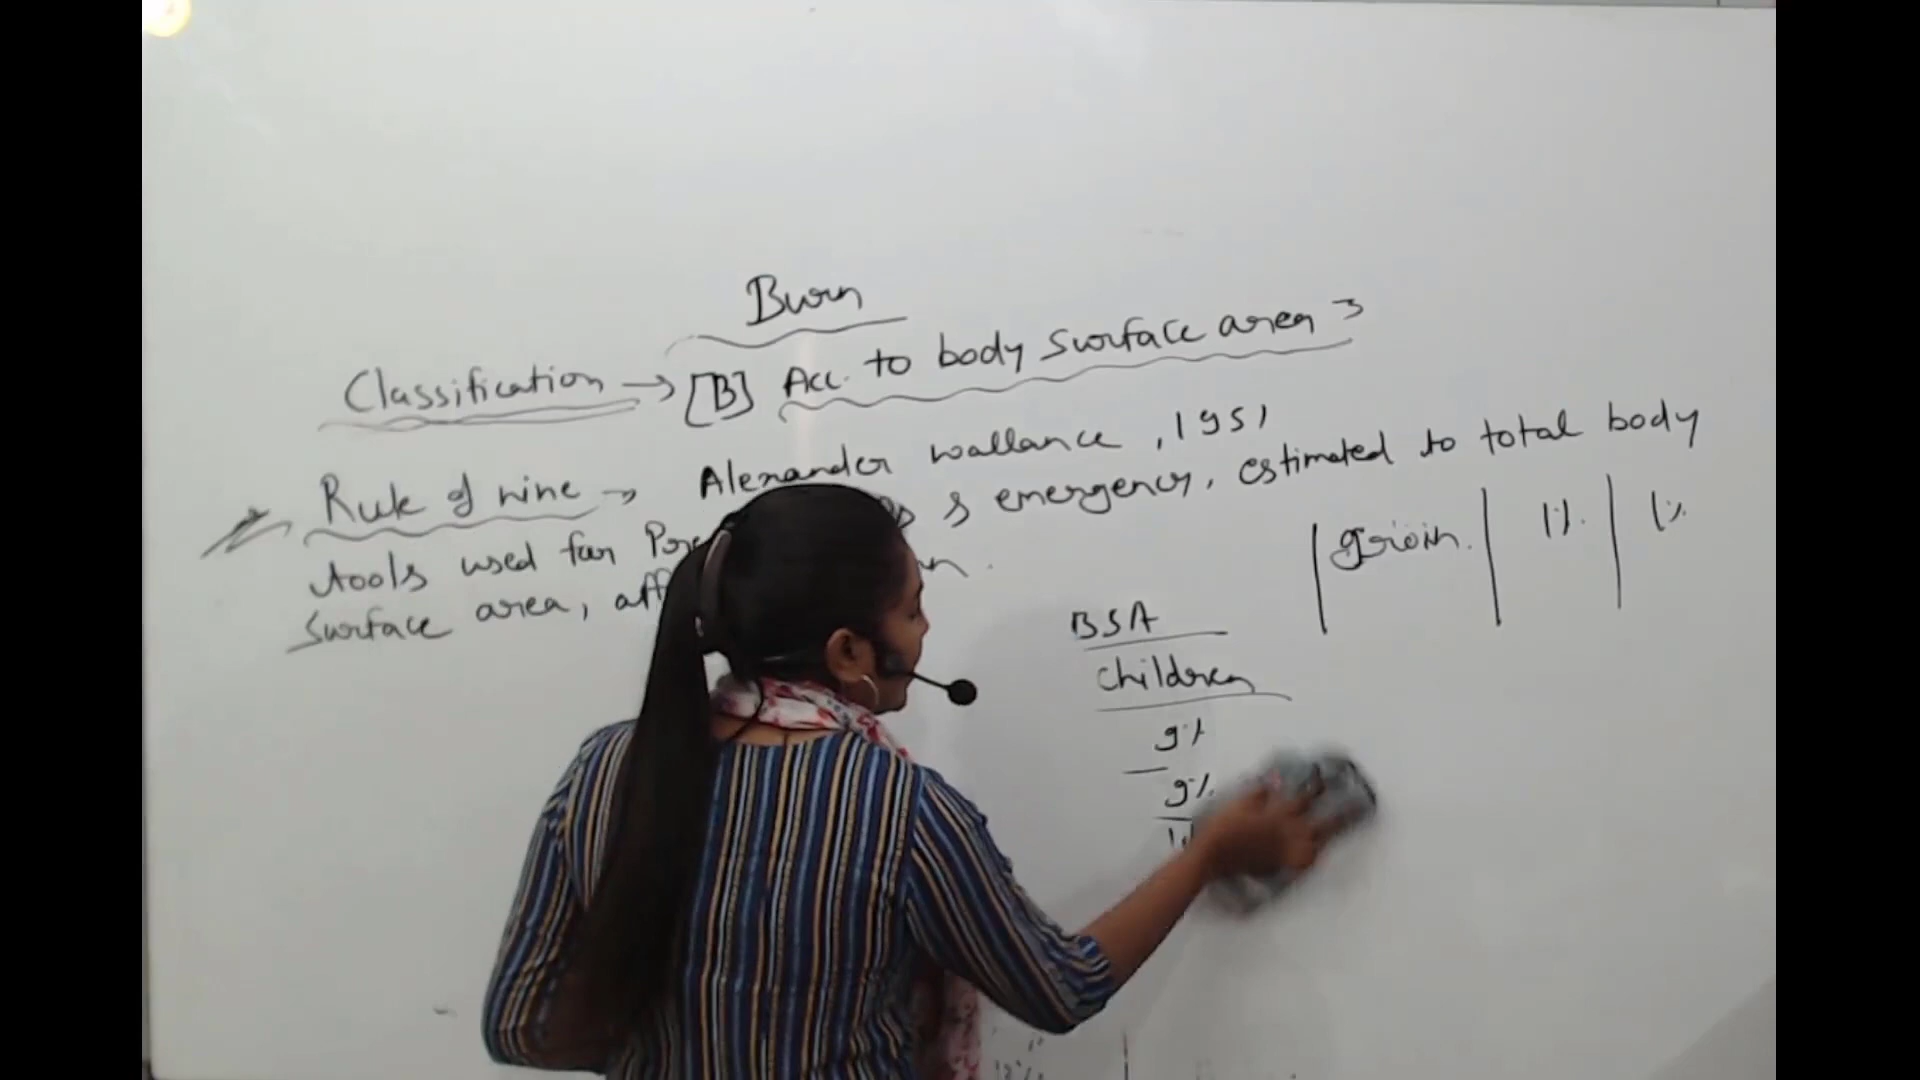 Burn
Classification → [B] Acc. to body surface area →
Rule of nine → Alexander wallance, 1951
tools used for & emergency, estimated to total body
surface area,
groin. | 1% | 1%
BSA
children
9%
9%